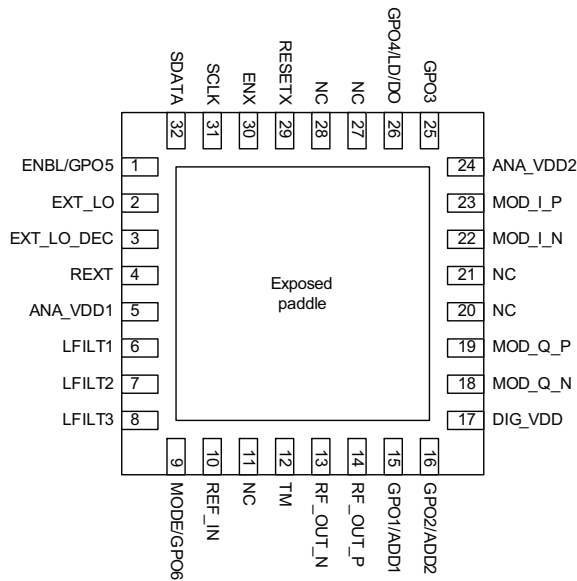 SDATA
SCLK
ENX
RESETX
NC
NC
GPO4/LD/DO
GPO3
32
31
30
29
28
27
26
25
ENBL/GPO5 1
EXT_LO 2
EXT_LO_DEC 3
REXT 4
ANA_VDD1 5
LFILT1 6
LFILT2 7
LFILT3 8
Exposed
paddle
24 ANA_VDD2
23 MOD_I_P
22 MOD_I_N
21 NC
20 NC
19 MOD_Q_P
18 MOD_Q_N
17 DIG_VDD
9
10
11
12
13
14
15
16
MODE/GPO6
REF_IN
NC
TM
RF_OUT_N
RF_OUT_P
GPO1/ADD1
GPO2/ADD2